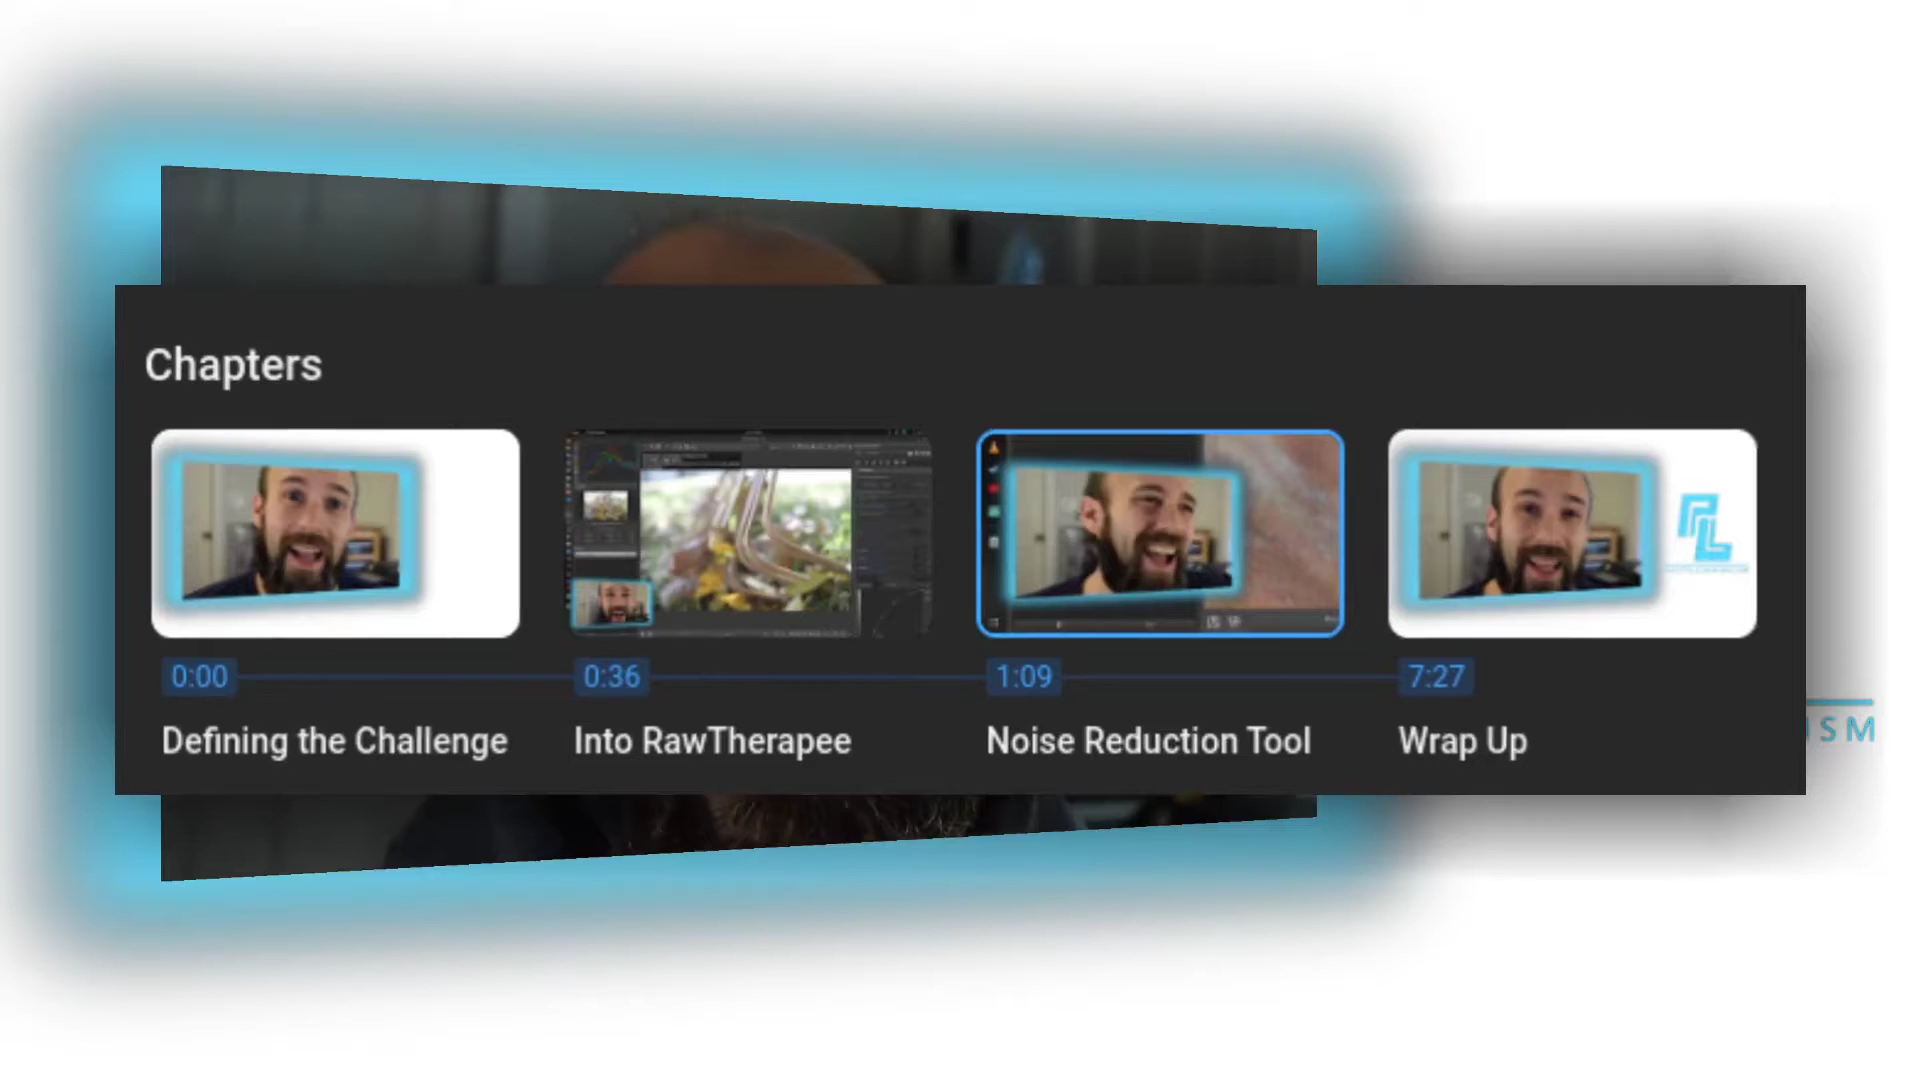 Chapters
0:00
0:36
1:09
7:27
Defining the Challenge
Into RawTherapee
Noise Reduction Tool
Wrap Up
SM